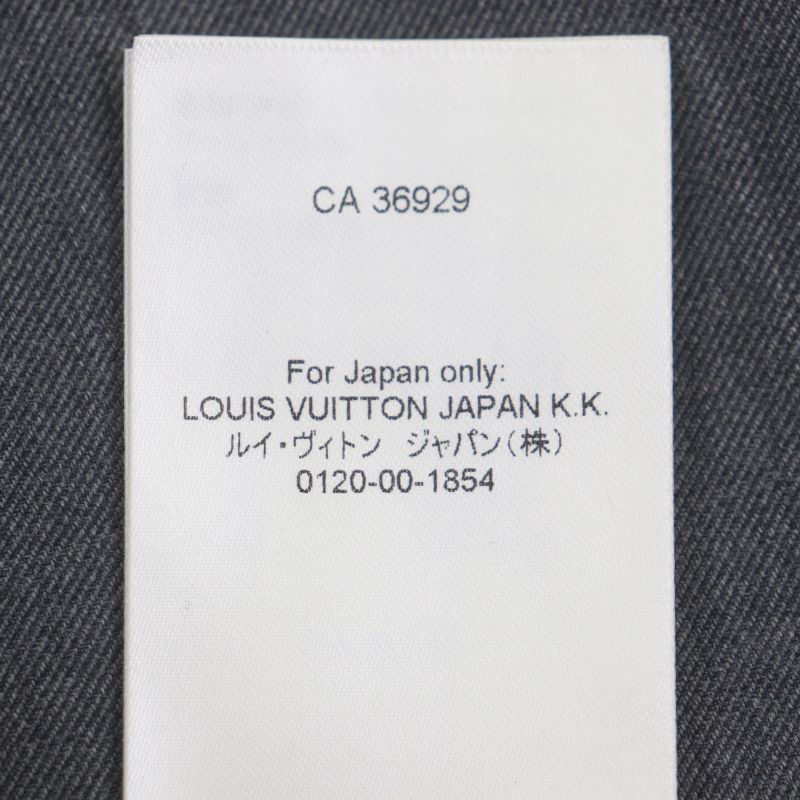 CA 36929
For Japan only:
LOUIS VUITTON JAPAN K.K.
ルイ・ヴィトン ジャパン(株)
0120-00-1854